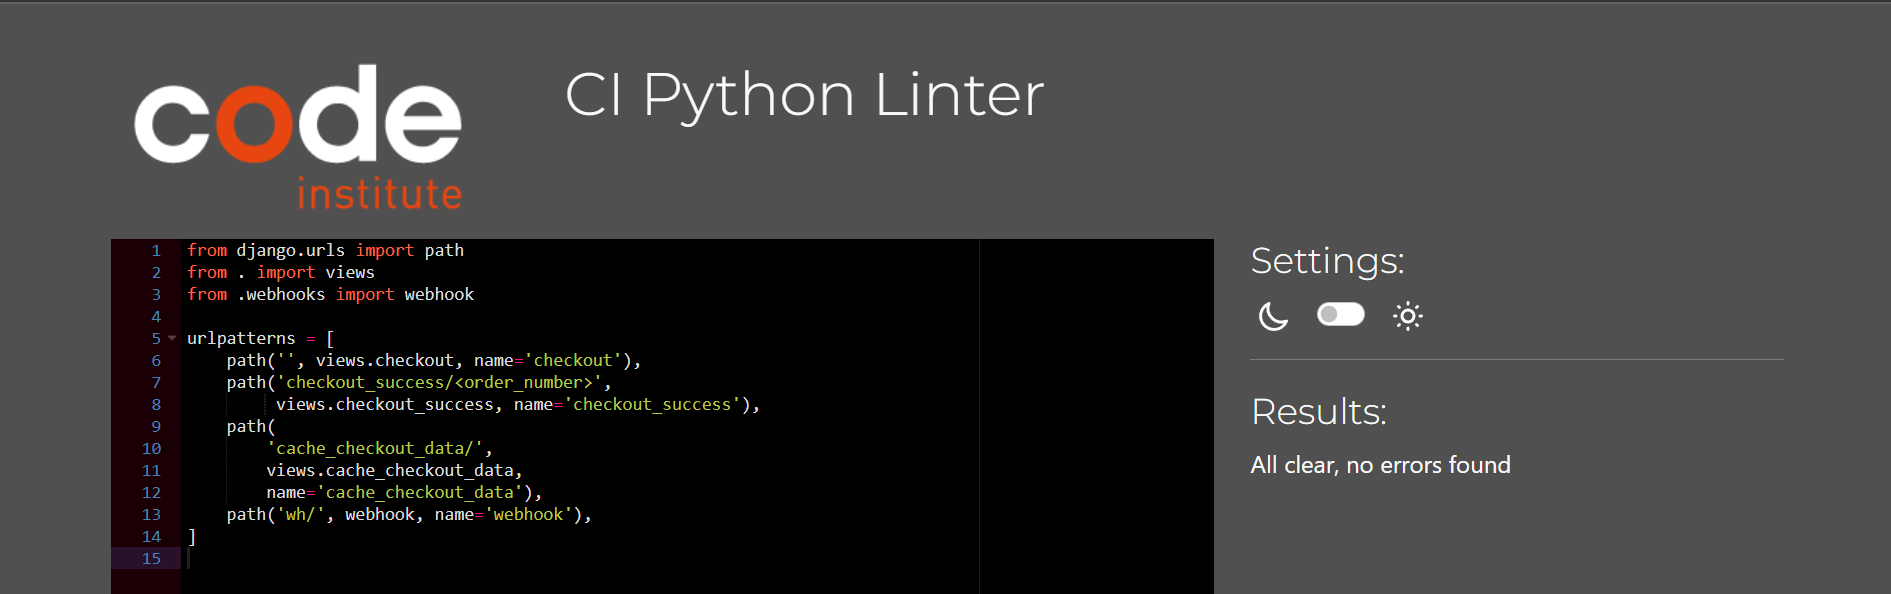 code
institute
CI Python Linter
1 from django.urls import path
2 from . import views
3 from .webhooks import webhook
4
5 urlpatterns = [
6     path('', views.checkout, name='checkout'),
7     path('checkout_success/<order_number>',
8          views.checkout_success, name='checkout_success'),
9     path(
10         'cache_checkout_data/',
11         views.cache_checkout_data,
12         name='cache_checkout_data'),
13     path('wh/', webhook, name='webhook'),
14 ]
15
Settings:
Results:
All clear, no errors found